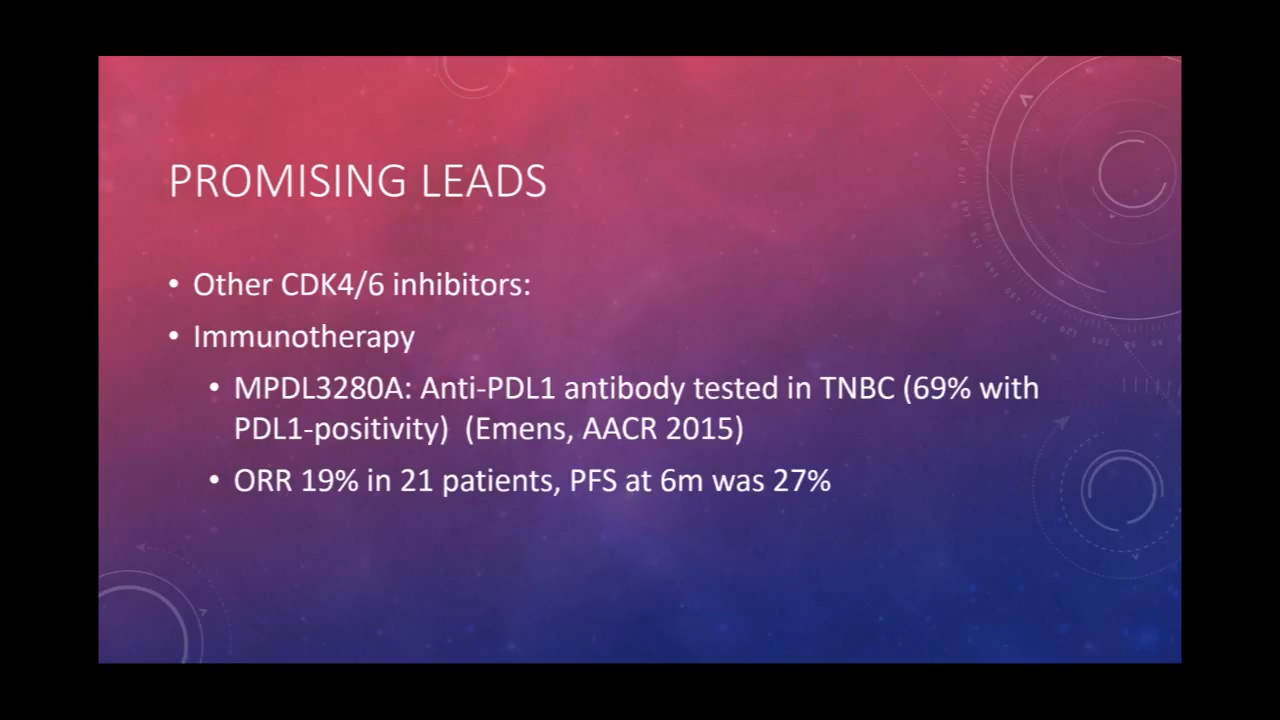 PROMISING LEADS
• Other CDK4/6 inhibitors:
• Immunotherapy
• MPDL3280A: Anti-PDL1 antibody tested in TNBC (69% with
PDL1-positivity)  (Emens, AACR 2015)
• ORR 19% in 21 patients, PFS at 6m was 27%